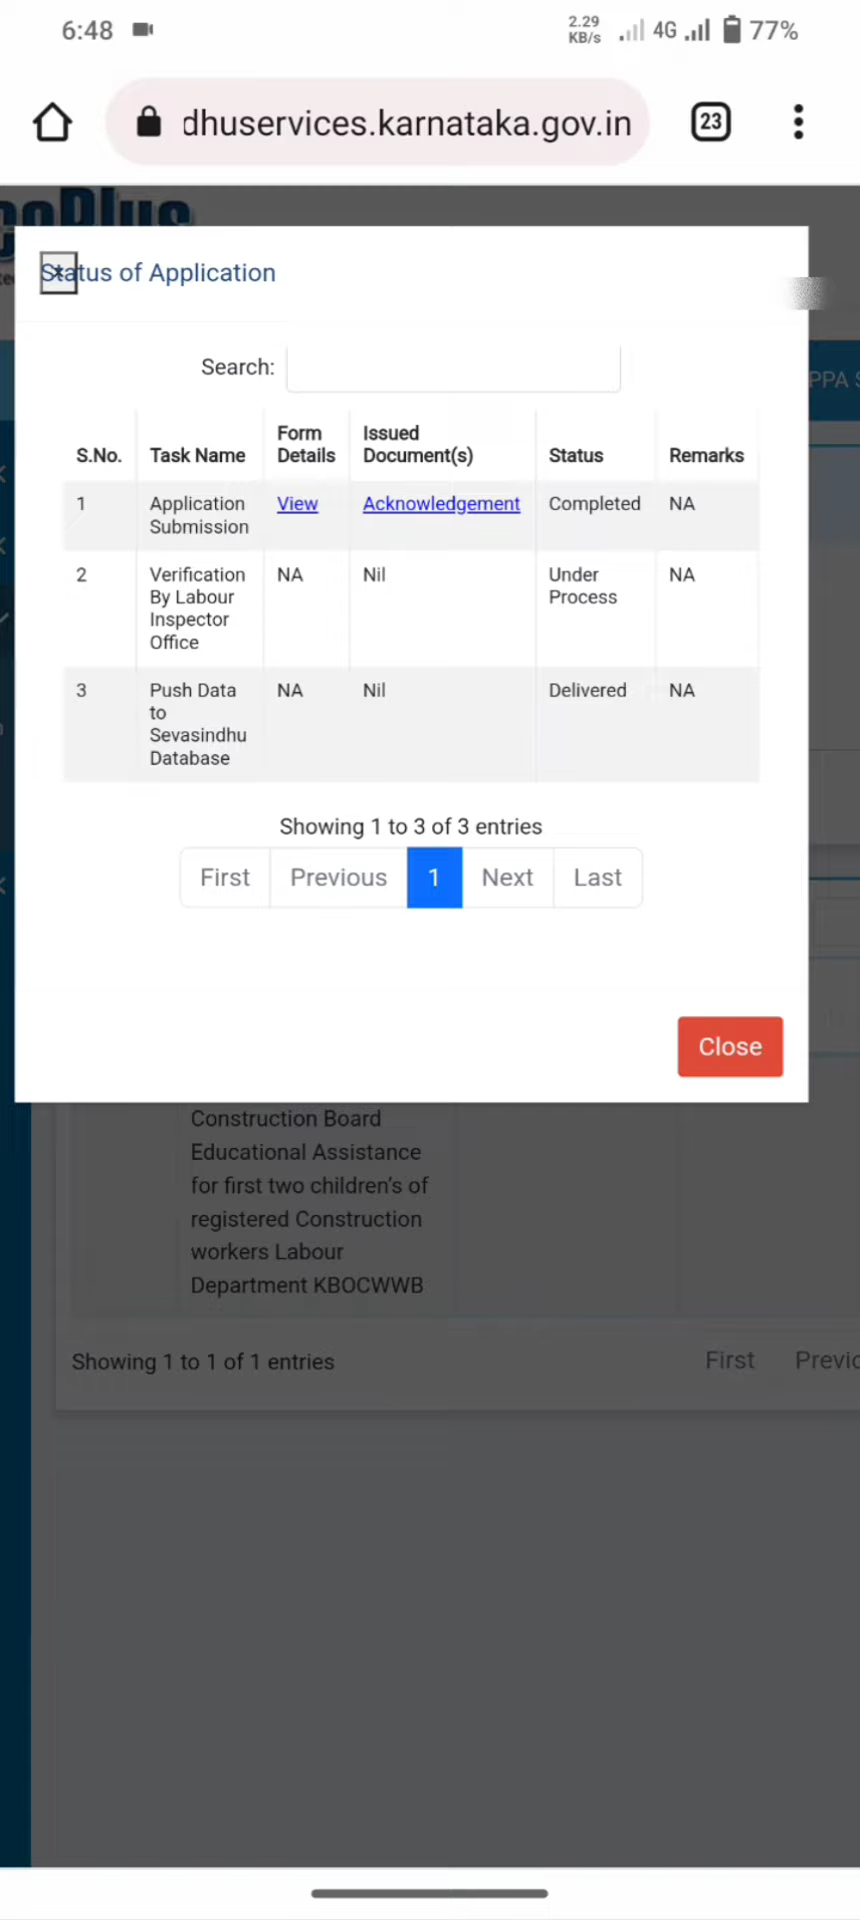 6:48 2.29 KB/s 4G 77%
dhuservices.karnataka.gov.in 23
Status of Application
Search:
S.No. Task Name Form Details Issued Document(s) Status Remarks
1 Application Submission View Acknowledgement Completed NA
2 Verification By Labour Inspector Office NA Nil Under Process NA
3 Push Data to Sevasindhu Database NA Nil Delivered NA
Showing 1 to 3 of 3 entries
First Previous 1 Next Last
Close
Construction Board
Educational Assistance
for first two children's of
registered Construction
workers Labour
Department KBOCWWB
Showing 1 to 1 of 1 entries First